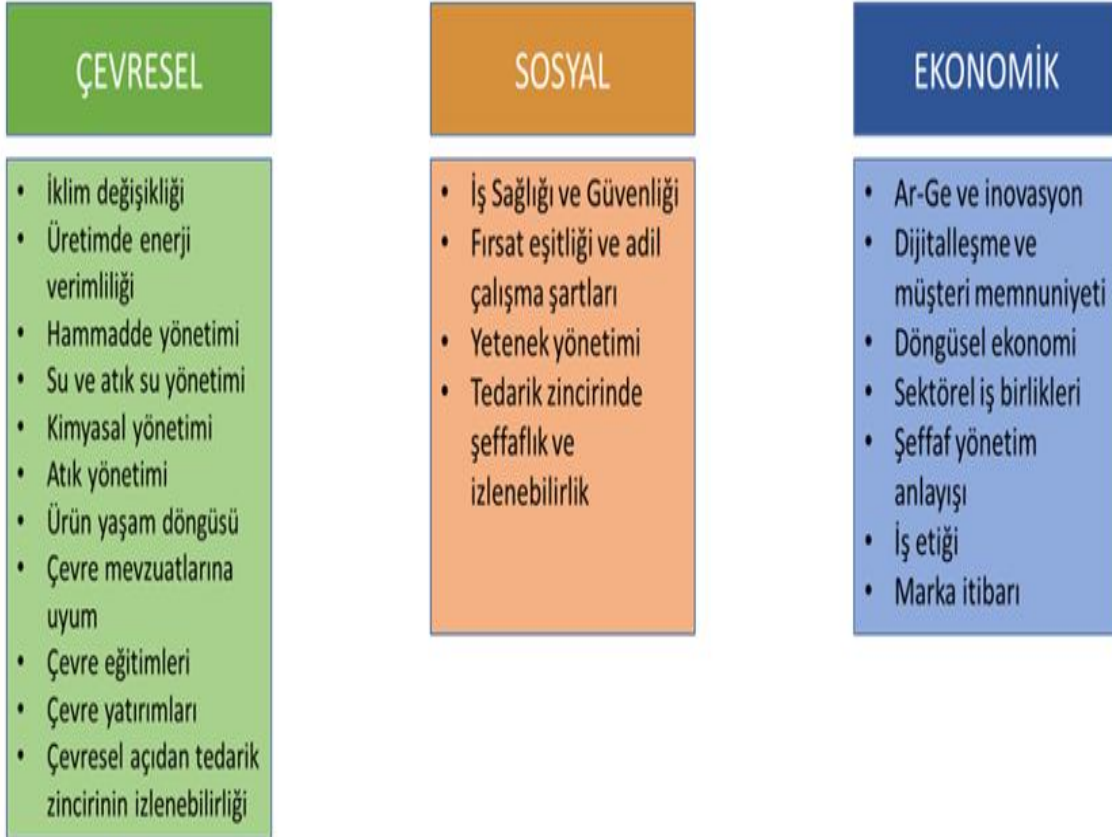 ÇEVRESEL
• İklim değişikliği
• Üretimde enerji
verimliliği
• Hammadde yönetimi
• Su ve atık su yönetimi
• Kimyasal yönetimi
• Atık yönetimi
• Ürün yaşam döngüsü
• Çevre mevzuatlarına
uyum
• Çevre eğitimleri
• Çevre yatırımları
• Çevresel açıdan tedarik
zincirinin izlenebilirliği
SOSYAL
• İş Sağlığı ve Güvenliği
• Fırsat eşitliği ve adil
çalışma şartları
• Yetenek yönetimi
• Tedarik zincirinde
şeffaflık ve
izlenebilirlik
EKONOMİK
• Ar-Ge ve inovasyon
• Dijitalleşme ve
müşteri memnuniyeti
• Döngüsel ekonomi
• Sektörel iş birlikleri
• Şeffaf yönetim
anlayışı
• İş etiği
• Marka itibarı